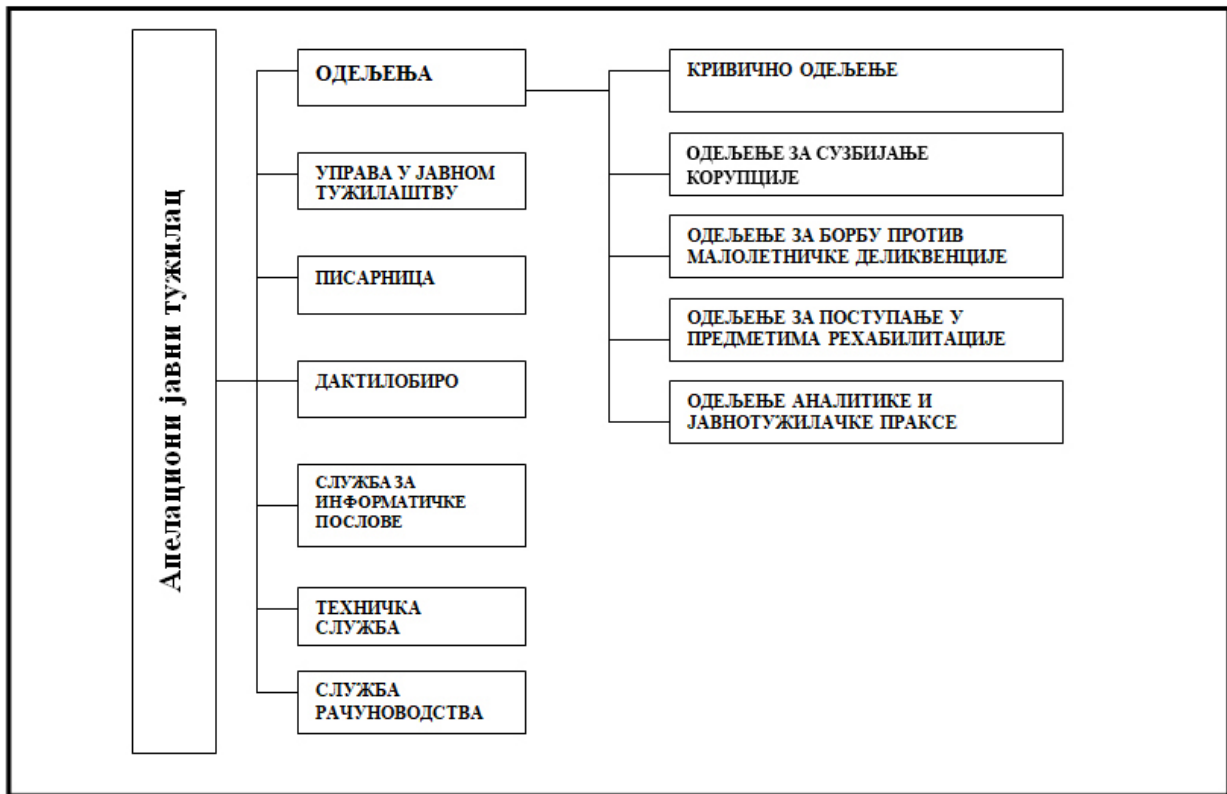 Апелациони јавни тужилац
ОДЕЉЕЊА
УПРАВА У ЈАВНОМ
ТУЖИЛАШТВУ
ПИСАРНИЦА
ДАКТИЛОБИРО
СЛУЖБА ЗА
ИНФОРМАТИЧКЕ
ПОСЛОВЕ
ТЕХНИЧКА
СЛУЖБА
СЛУЖБА
РАЧУНОВОДСТВА
КРИВИЧНО ОДЕЉЕЊЕ
ОДЕЉЕЊЕ ЗА СУЗБИЈАЊЕ
КОРУПЦИЈЕ
ОДЕЉЕЊЕ ЗА БОРБУ ПРОТИВ
МАЛОЛЕТНИЧКЕ ДЕЛИКВЕНЦИЈЕ
ОДЕЉЕЊЕ ЗА ПОСТУПАЊЕ У
ПРЕДМЕТИМА РЕХАБИЛИТАЦИЈЕ
ОДЕЉЕЊЕ АНАЛИТИКЕ И
ЈАВНОТУЖИЛАЧКЕ ПРАКСЕ